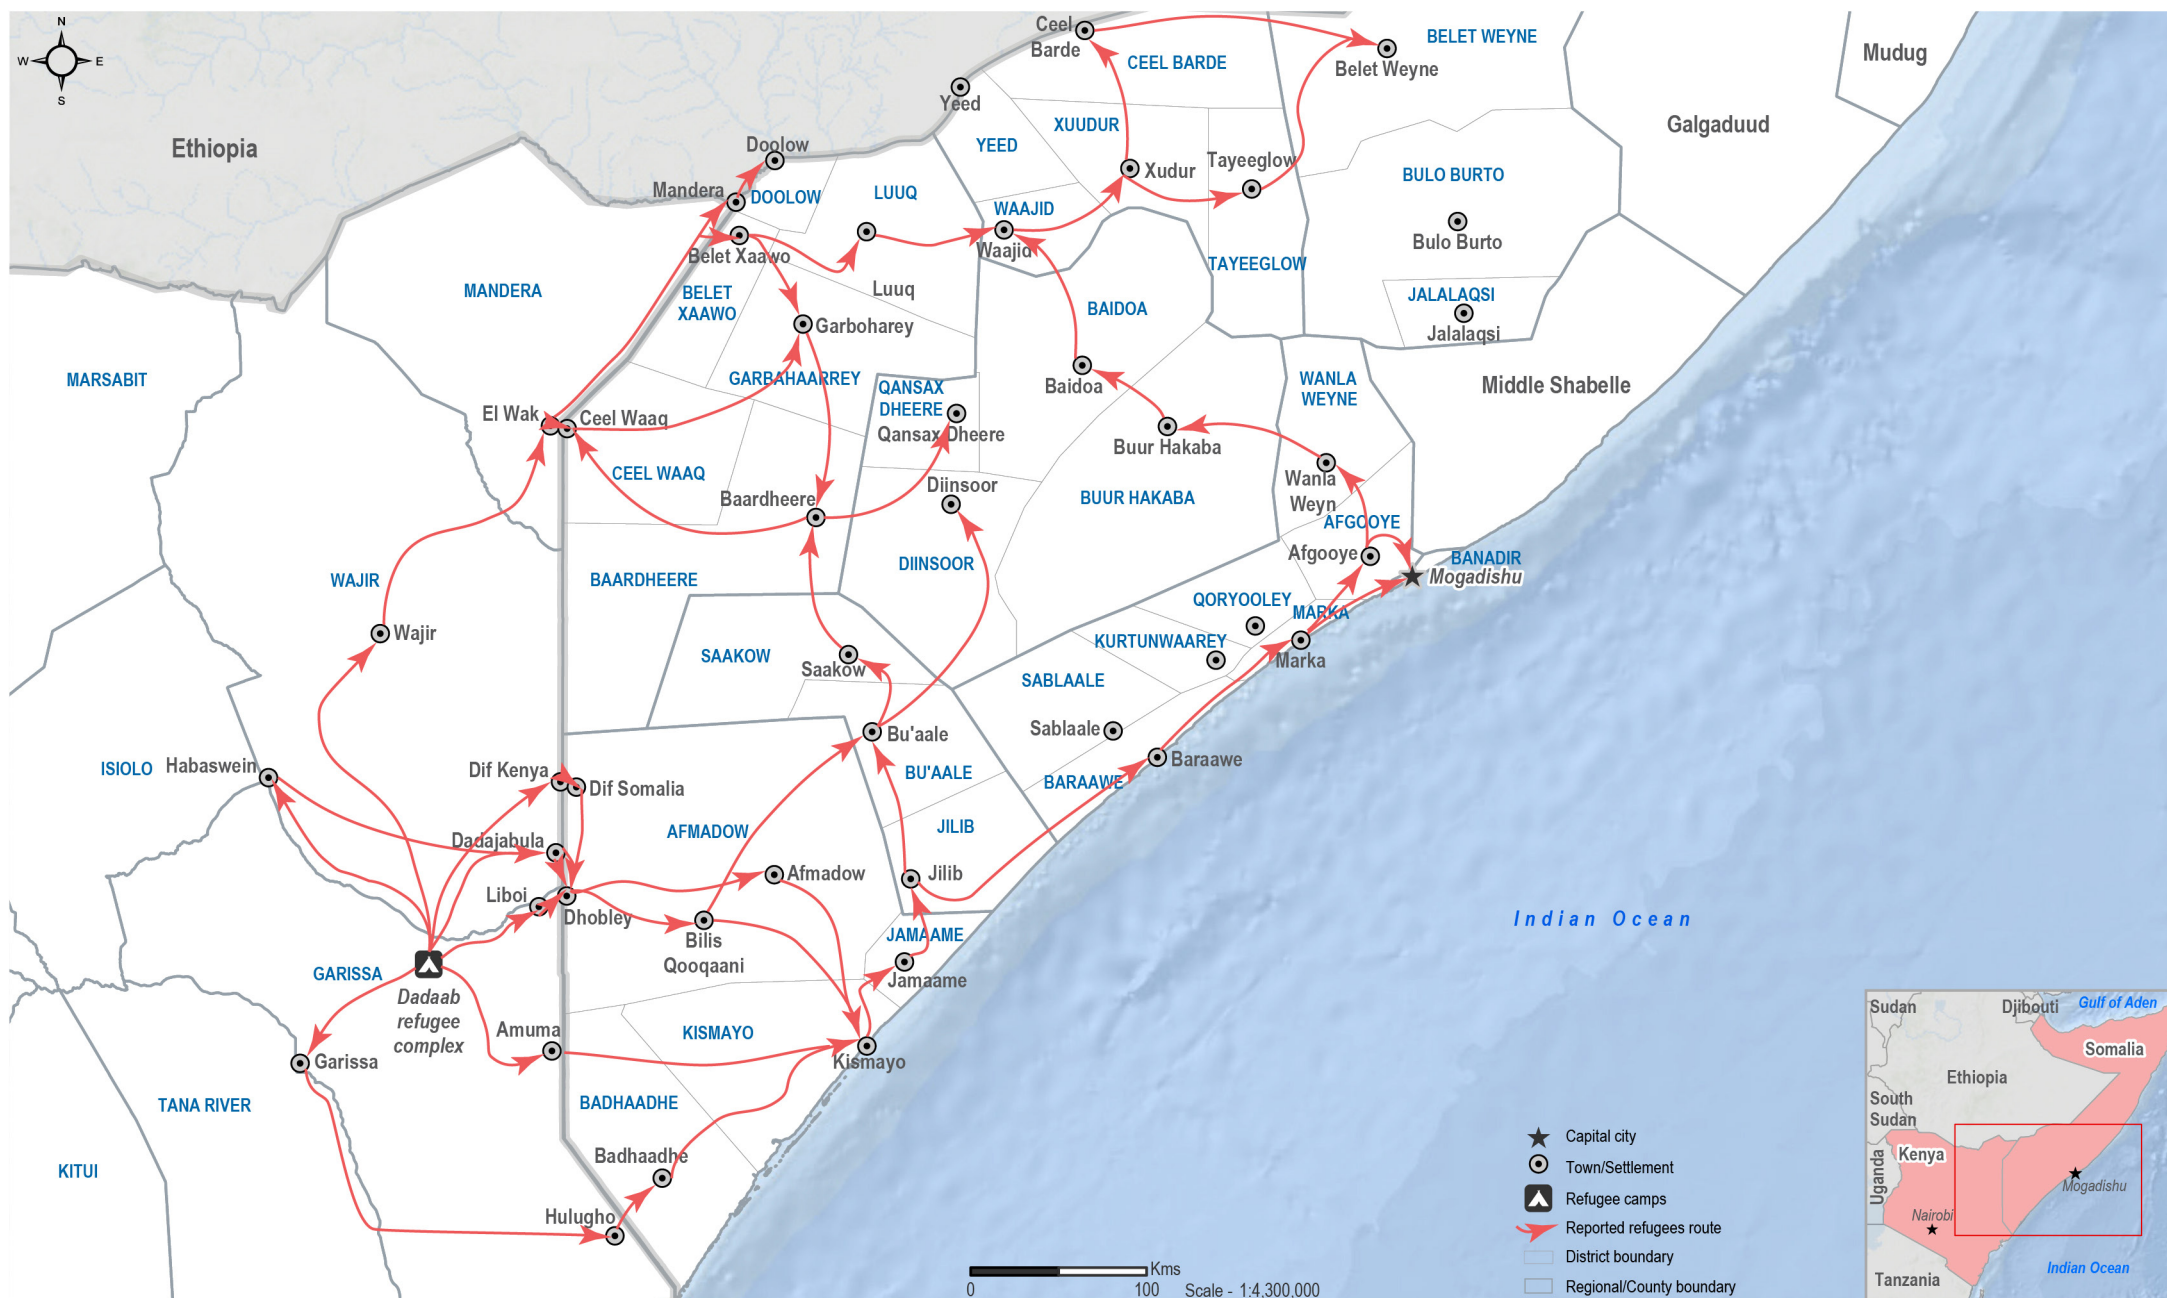 N
W
E
S
Ethiopia
Ceel
Barde
CEEL BARDE
Belet Weyne
BELET WEYNE
Mudug
Galgaduud
Yeed
YEED
XUUDUR
Xudur
Tayeeglow
BULO BURTO
Bulo Burto
Doolow
Mandera
DOOLOW
LUUQ
WAAJID
Waajid
Belet Xaawo
TAYEEGLOW
MANDERA
BELET
XAAWO
Luuq
JALALAQSI
Jalalaqsi
BAIDOA
Garboharey
MARSABIT
GARBAHAARREY
QANSAX
DHEERE
Qansax Dheere
Baidoa
WANLA
WEYNE
Middle Shabelle
El Wak
Ceel Waaq
Buur Hakaba
CEEL WAAQ
Wanla
Weyn
Baardheere
Diinsoor
BUUR HAKABA
AFGOOYE
Afgooye
BANADIR
Mogadishu
WAJIR
BAARDHEERE
DIINSOOR
QORYOOLEY
MARKA
Wajir
KURTUNWAAREY
Marka
SAAKOW
Saakow
SABLAALE
Sablaale
Bu'aale
Baraawe
ISIOLO
Habaswein
Dif Kenya
Dif Somalia
BU'AALE
BARAAWE
AFMADOW
JILIB
Dadajabula
Afmadow
Jilib
Liboi
Dhobley
Bilis
Qooqaani
JAMAAME
Jamaame
Indian Ocean
GARISSA
Dadaab
refugee
complex
Amuma
KISMAYO
Kismayo
Garissa
TANA RIVER
BADHAADHE
Badhaadhe
KITUI
Hulugho
Kms
0
100
Scale - 1:4,300,000
Capital city
Town/Settlement
Refugee camps
Reported refugees route
District boundary
Regional/County boundary
Sudan
Djibouti
Gulf of Aden
Somalia
Ethiopia
South
Sudan
Uganda
Kenya
Mogadishu
Nairobi
Indian Ocean
Tanzania